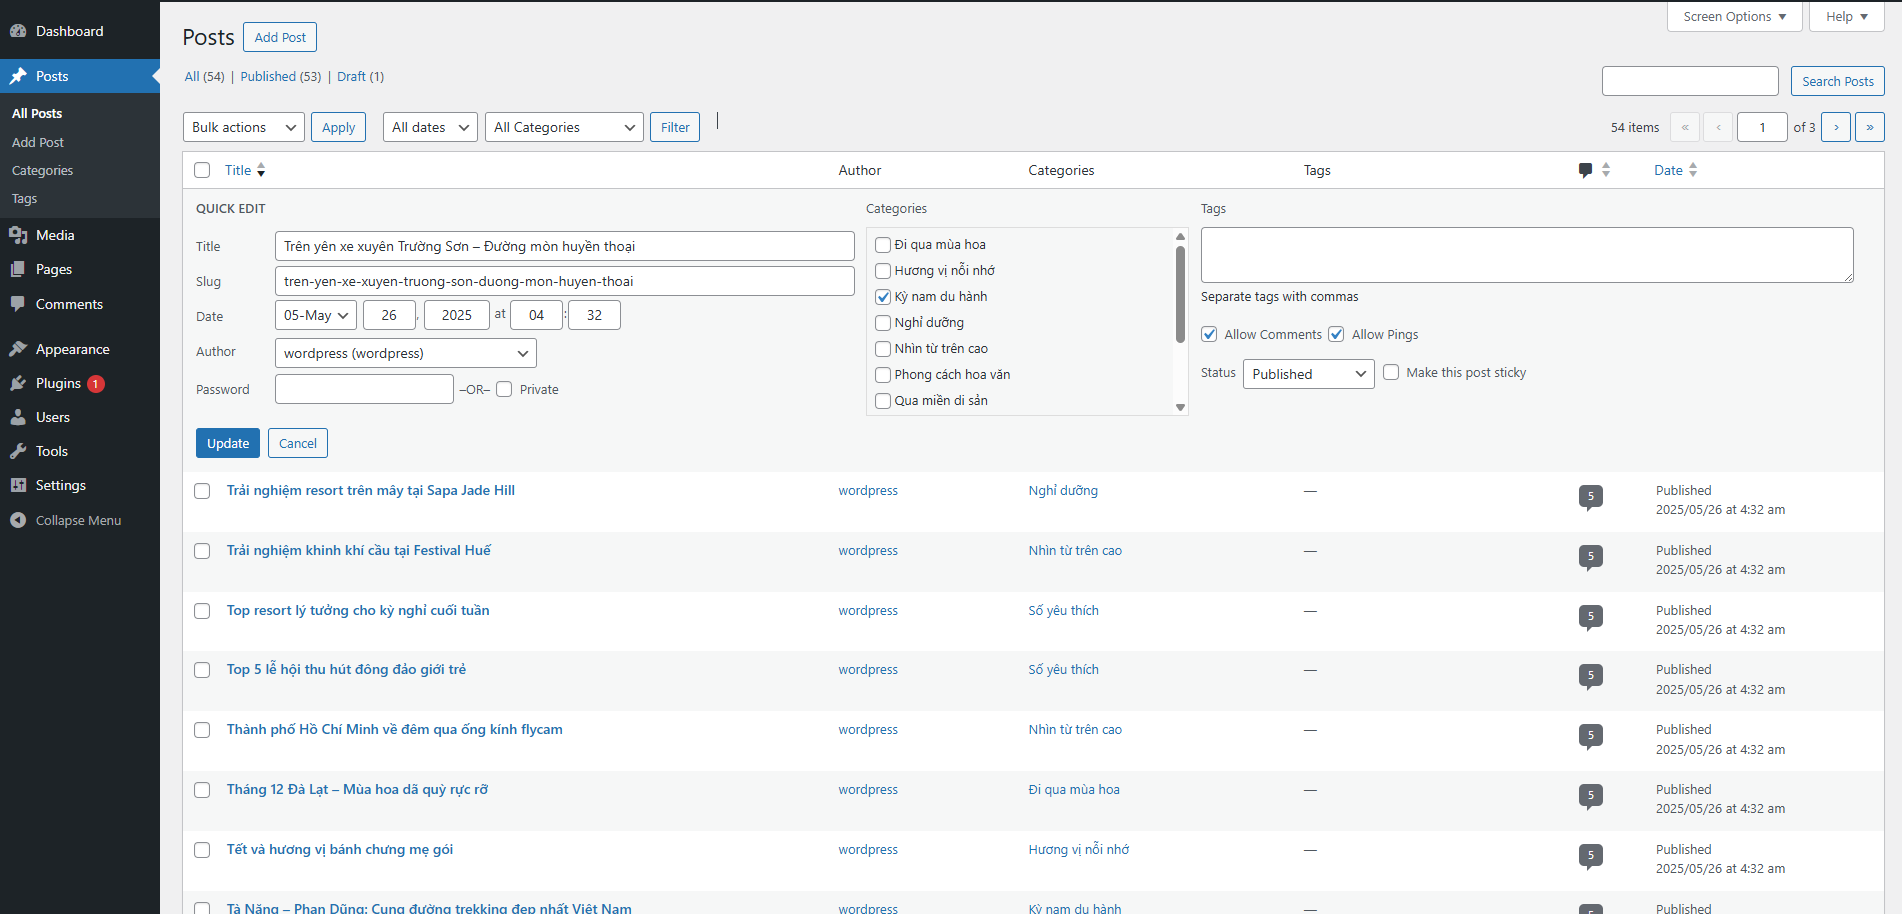 Dashboard
Posts
All Posts
Add Post
Categories
Tags
Media
Pages
Comments
Appearance
Plugins 1
Users
Tools
Settings
Collapse Menu
Screen Options ▼ Help ▼
Posts Add Post
All (54) | Published (53) | Draft (1)
Search Posts
Bulk actions Apply All dates All Categories Filter
54 items « ‹ 1 of 3 › »
Title Author Categories Tags Date
QUICK EDIT
Title Trên yên xe xuyên Trường Sơn – Đường mòn huyền thoại
Slug tren-yen-xe-xuyen-truong-son-duong-mon-huyen-thoai
Date 05-May 26 , 2025 at 04 : 32
Author wordpress (wordpress)
Password –OR– Private
Categories
Đi qua mùa hoa
Hương vị nỗi nhớ
Kỳ nam du hành
Nghỉ dưỡng
Nhìn từ trên cao
Phong cách hoa văn
Qua miền di sản
Tags
Separate tags with commas
Allow Comments Allow Pings
Status Published Make this post sticky
Update Cancel
Trải nghiệm resort trên mây tại Sapa Jade Hill wordpress Nghỉ dưỡng — 5 Published
2025/05/26 at 4:32 am
Trải nghiệm khinh khí cầu tại Festival Huế wordpress Nhìn từ trên cao — 5 Published
2025/05/26 at 4:32 am
Top resort lý tưởng cho kỳ nghỉ cuối tuần wordpress Số yêu thích — 5 Published
2025/05/26 at 4:32 am
Top 5 lễ hội thu hút đông đảo giới trẻ wordpress Số yêu thích — 5 Published
2025/05/26 at 4:32 am
Thành phố Hồ Chí Minh về đêm qua ống kính flycam wordpress Nhìn từ trên cao — 5 Published
2025/05/26 at 4:32 am
Tháng 12 Đà Lạt – Mùa hoa dã quỳ rực rỡ wordpress Đi qua mùa hoa — 5 Published
2025/05/26 at 4:32 am
Tết và hương vị bánh chưng mẹ gói wordpress Hương vị nỗi nhớ — 5 Published
2025/05/26 at 4:32 am
Tà Năng – Phan Dũng: Cung đường trekking đẹp nhất Việt Nam wordpress Kỳ nam du hành — Published